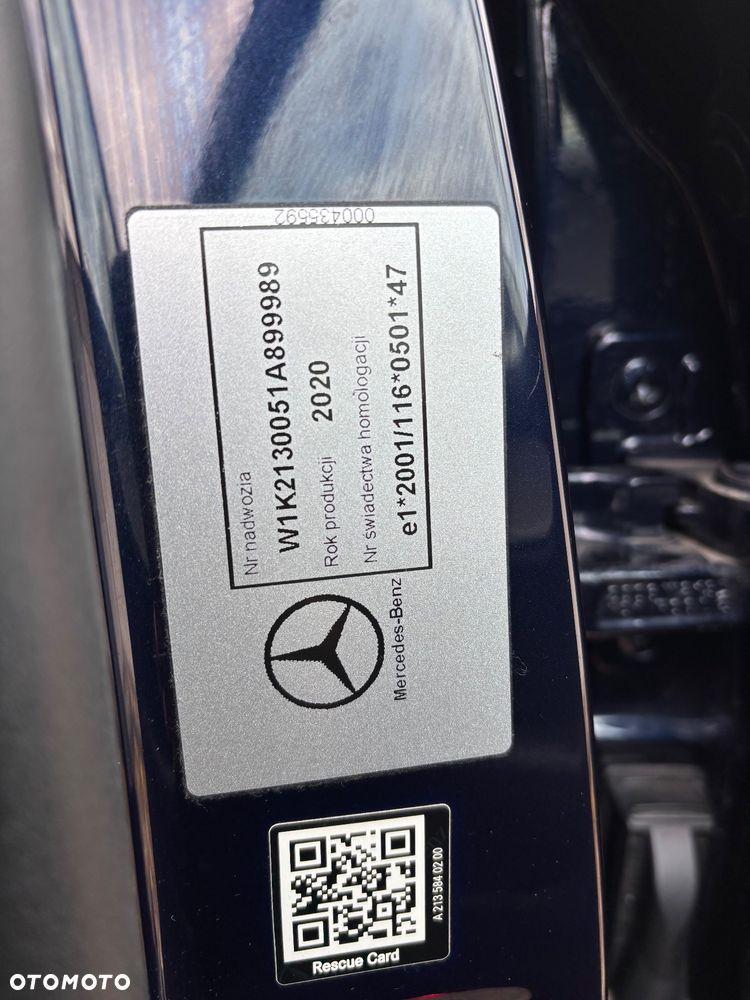 000435592
Nr nadwozia
W1K2130051A899989
Rok produkcji 2020
Nr świadectwa homologacji
e1*2001/116*0501*47
Mercedes-Benz
A 213 584 02 00
Rescue Card
OTOMOTO